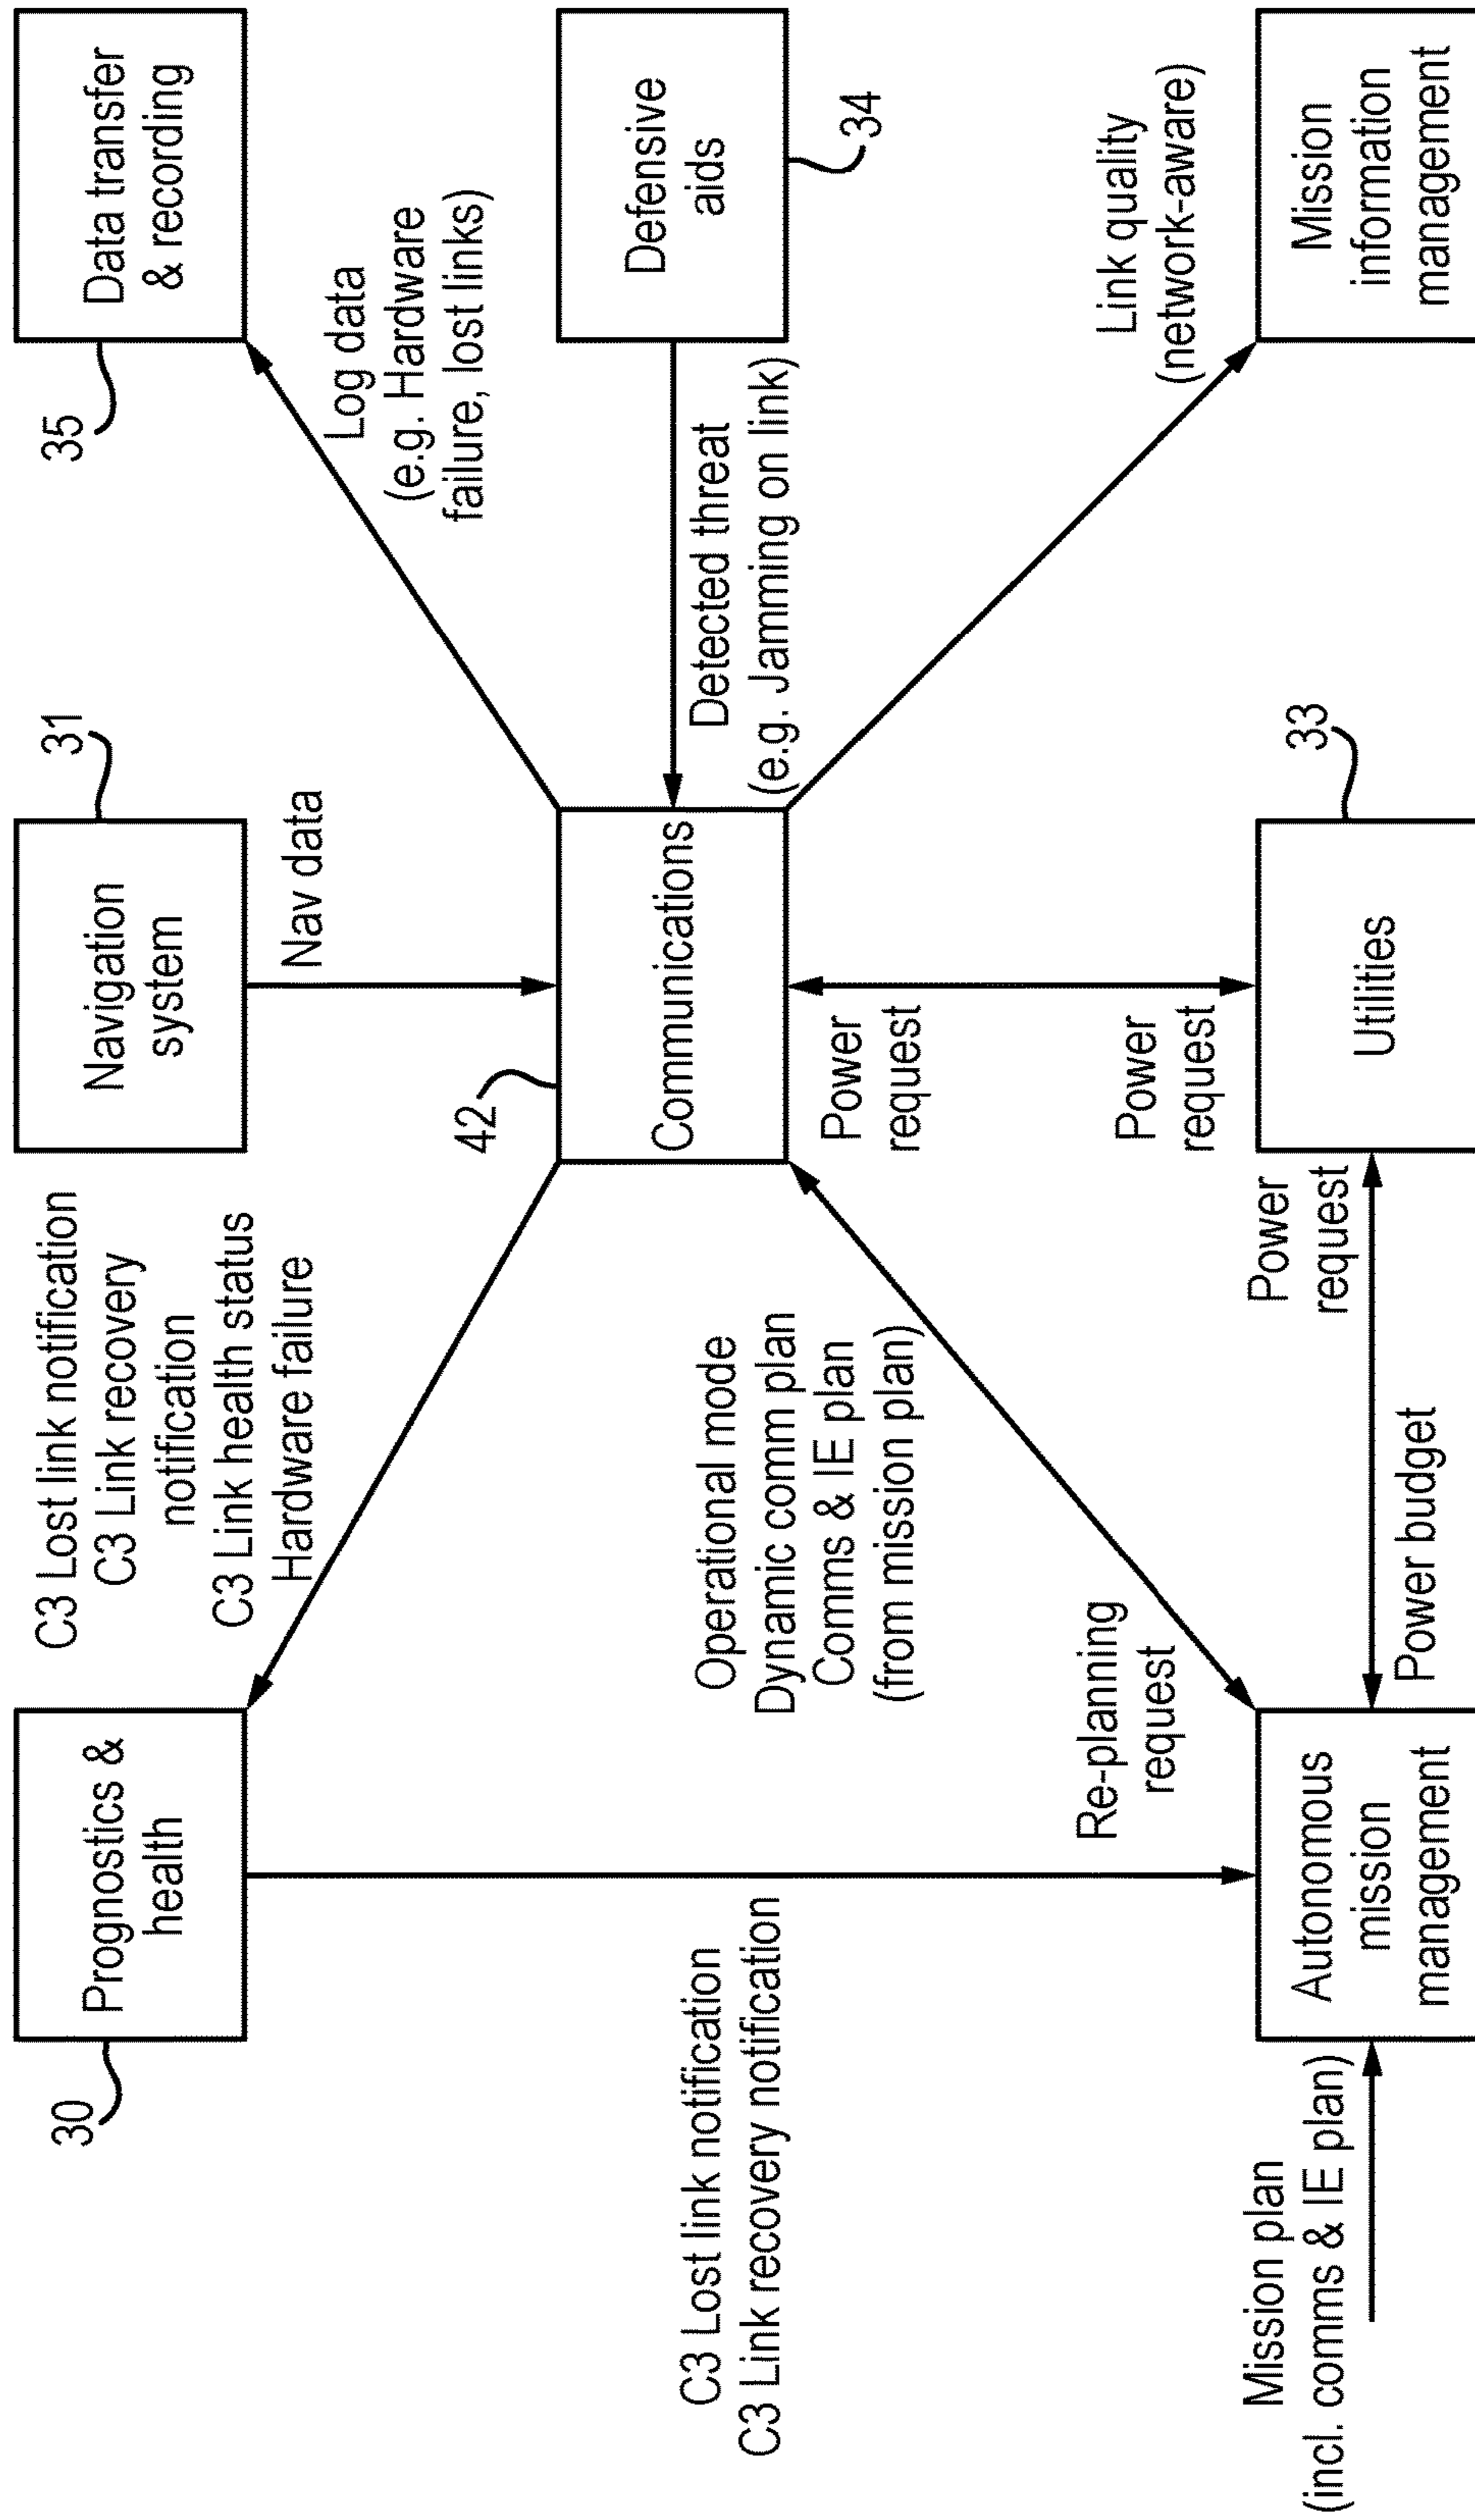 30
Prognostics &
health
C3 Lost link notification
C3 Link recovery
notification
C3 Link health status
Hardware failure
31
Navigation
system
Nav data
35
Data transfer
& recording
Log data
(e.g. Hardware
failure, lost links)
C3 Lost link notification
C3 Link recovery notification
Operational mode
Dynamic comm plan
Comms & IE plan
(from mission plan)
42
Communications
Detected threat
(e.g. Jamming on link)
Defensive
aids
34
Re-planning
request
Power
request
Power
request
Link quality
(network-aware)
Mission plan
(incl. comms & IE plan)
Autonomous
mission
management
Power
request
Power budget
33
Utilities
Mission
information
management